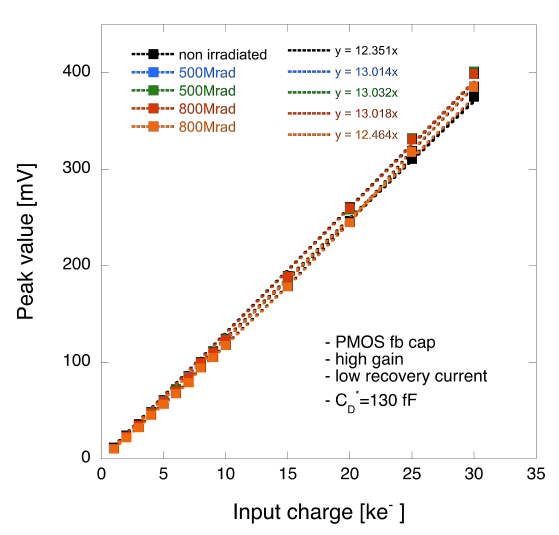 400
300
200
100
0
0
5
10
15
20
25
30
35
Peak value [mV]
Input charge [ke⁻ ]
non irradiated
500Mrad
500Mrad
800Mrad
800Mrad
y = 12.351x
y = 13.014x
y = 13.032x
y = 13.018x
y = 12.464x
- PMOS fb cap
- high gain
- low recovery current
- C_D^*=130 fF